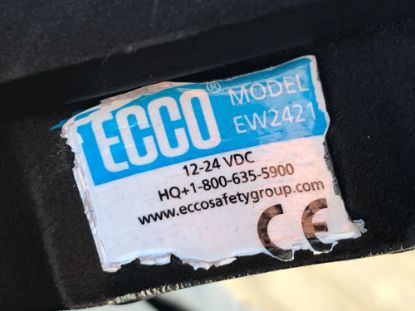 ECCO® MODEL
EW2421
12-24 VDC
HQ+1-800-635-5900
www.eccosafetygroup.com
CE